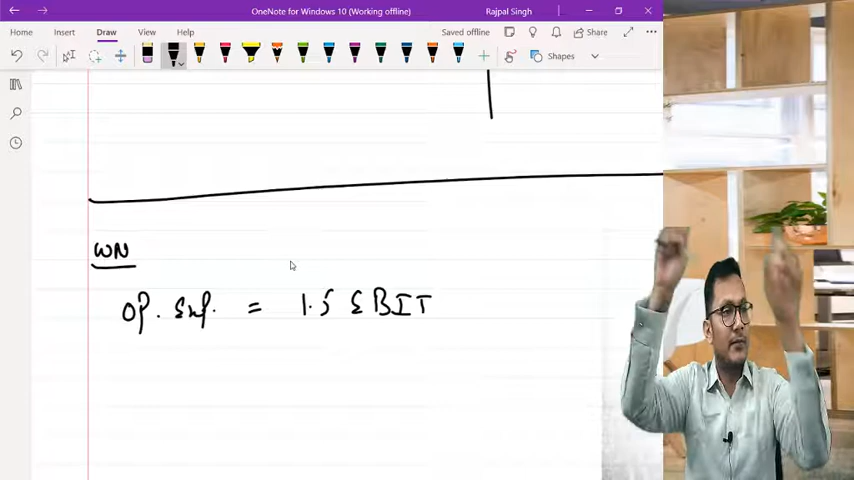 OneNote for Windows 10 (Working offline)
Rajpal Singh
Home Insert Draw View Help
Saved offline
Share
Shapes
WN
OP. Exp. = 1.5 EBIT